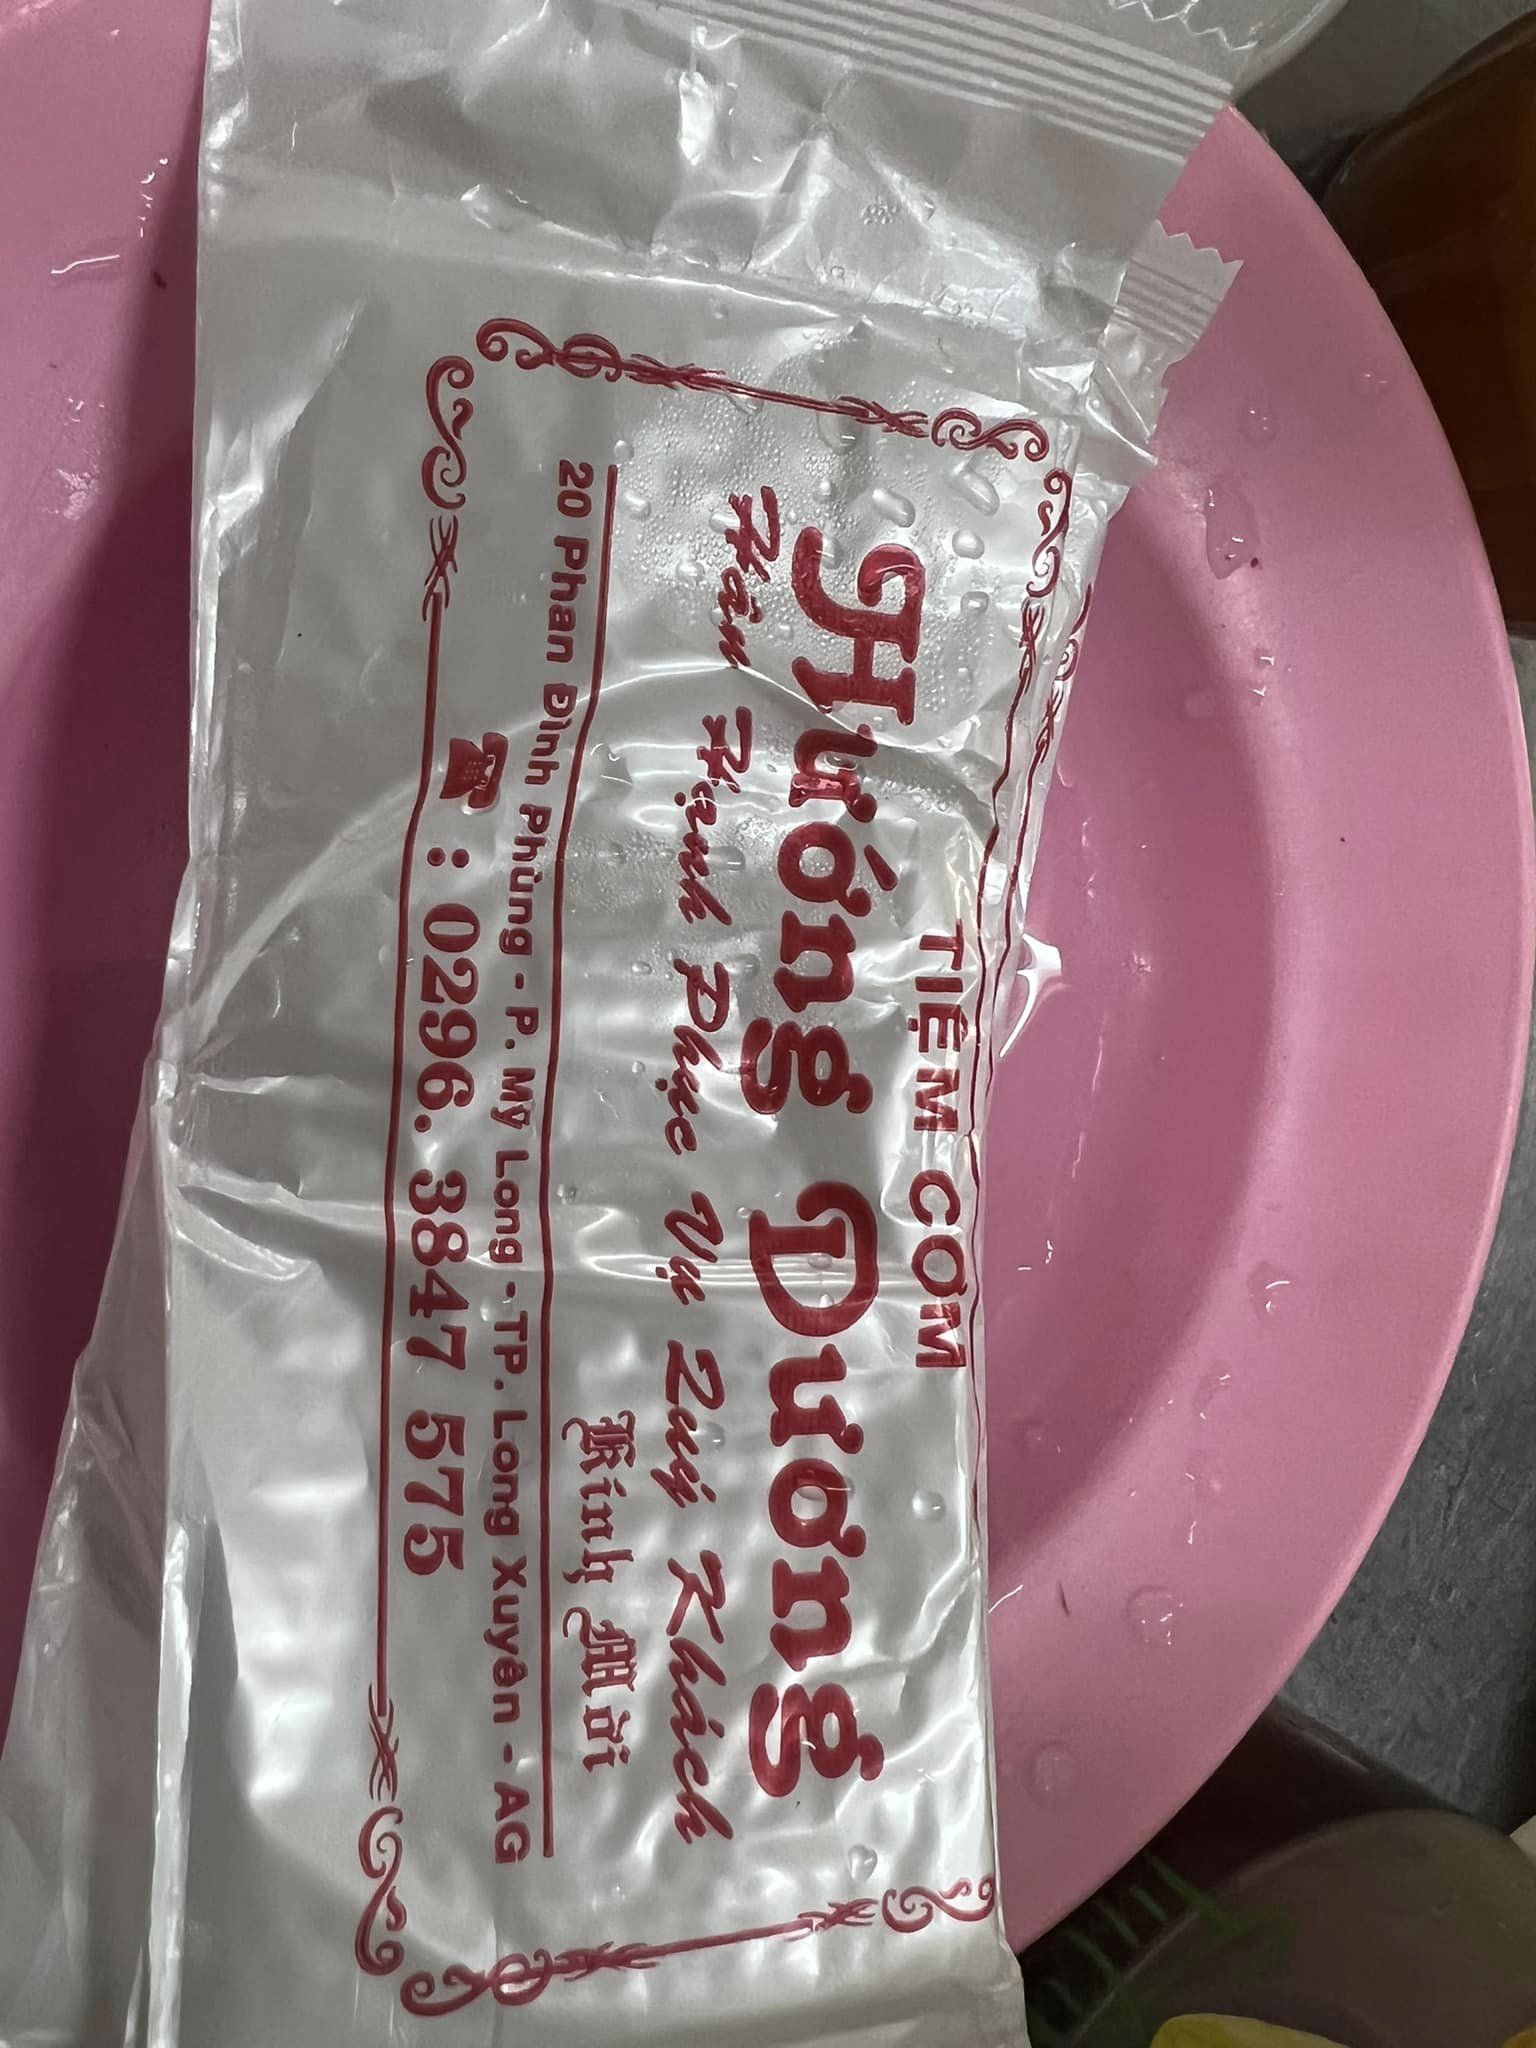 TIỆM CƠM
Hướng Dương
Hân Hạnh Phục Vụ Quý Khách
Kính Mời
20 Phan Đình Phùng - P. Mỹ Long - TP. Long Xuyên - AG
☎ : 0296. 3847 575